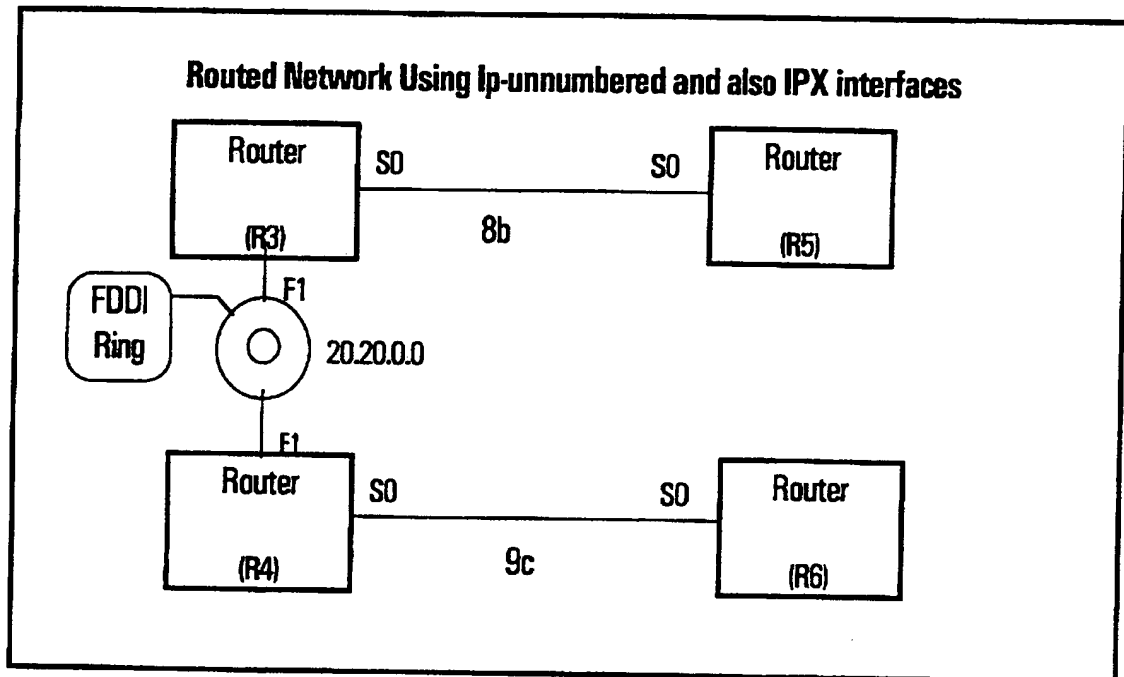 Routed Network Using Ip-unnumbered and also IPX interfaces
Router
S0
S0
Router
8b
(R3)
(R5)
F1
FDDI
Ring
20.20.0.0
F1
Router
S0
S0
Router
9c
(R4)
(R6)